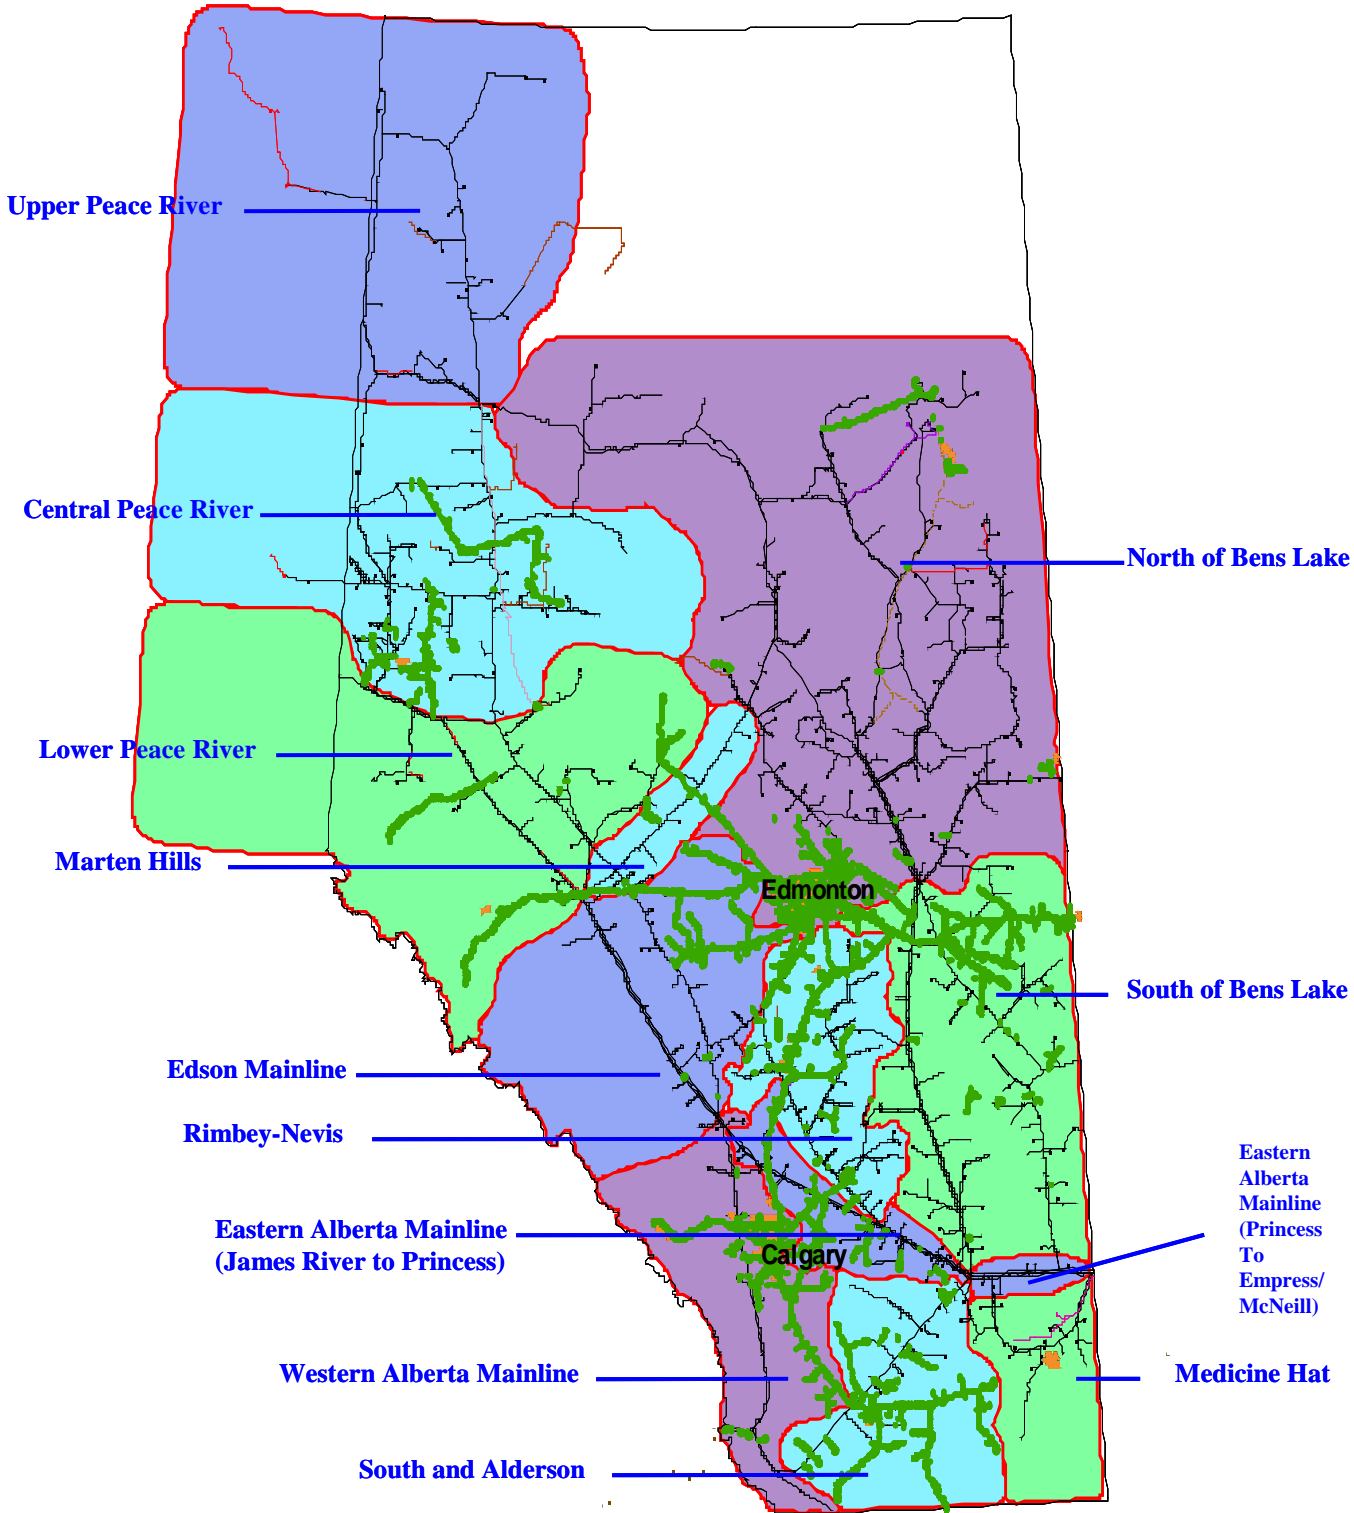 Upper Peace River
Central Peace River
North of Bens Lake
Lower Peace River
Marten Hills
Edmonton
South of Bens Lake
Edson Mainline
Rimbey-Nevis
Eastern
Alberta
Mainline
(Princess
To
Empress/
McNeill)
Eastern Alberta Mainline
(James River to Princess)
Calgary
Western Alberta Mainline
Medicine Hat
South and Alderson